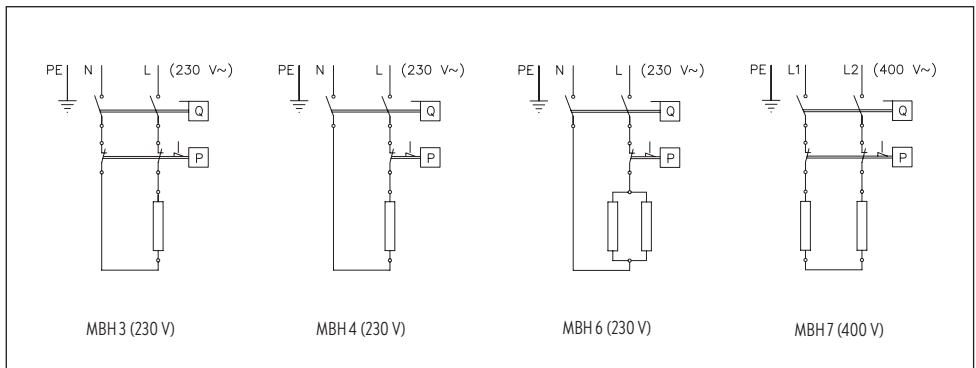 PE N L (230 V~)
Q
P
MBH 3 (230 V)
PE N L (230 V~)
Q
P
MBH 4 (230 V)
PE N L (230 V~)
Q
P
MBH 6 (230 V)
PE L1 L2 (400 V~)
Q
P
MBH 7 (400 V)